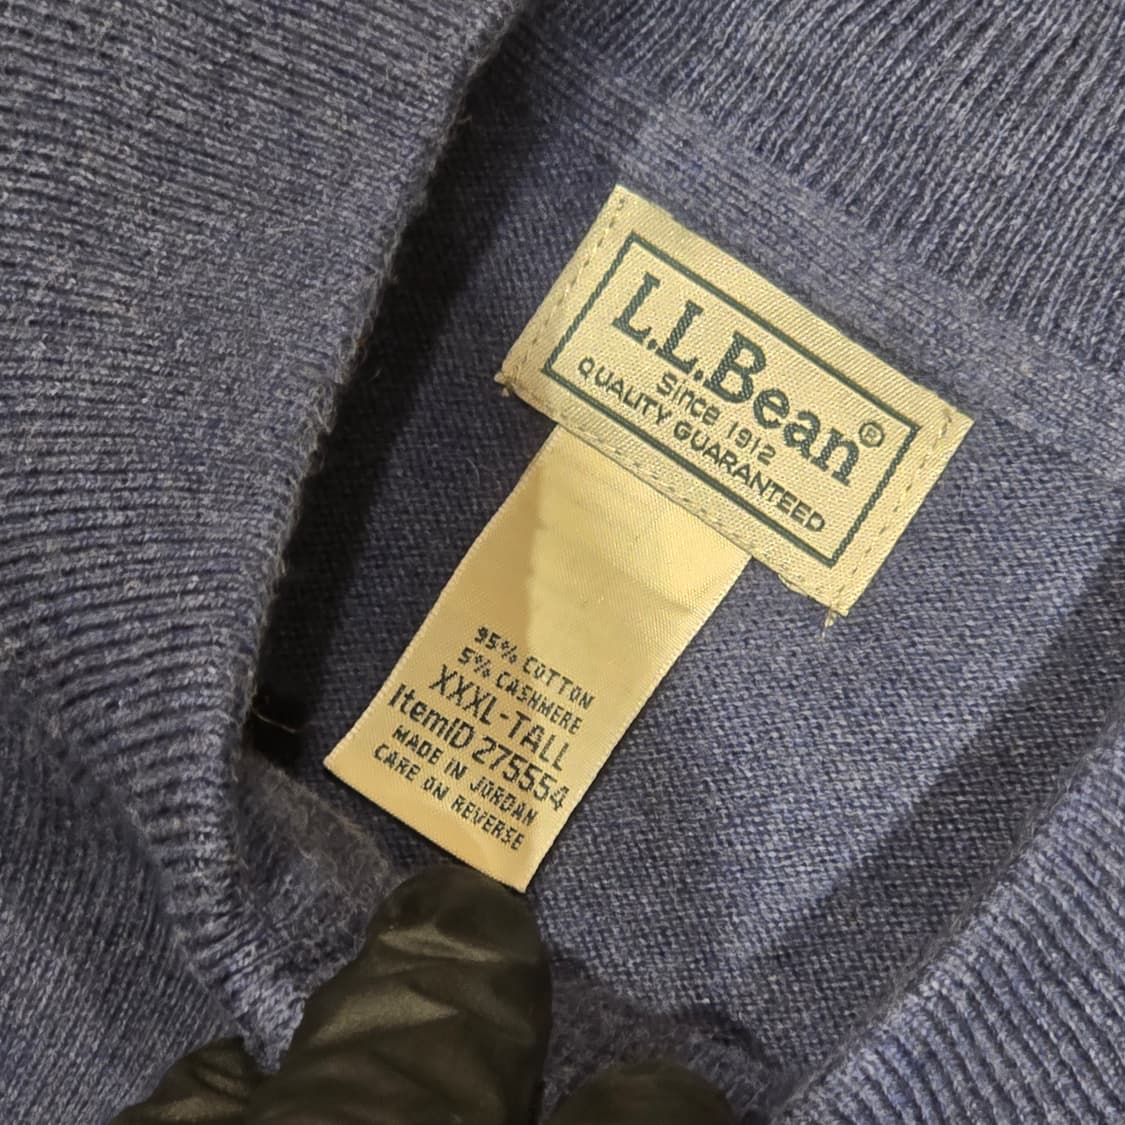 L.L.Bean®
Since 1912
QUALITY GUARANTEED
95% COTTON
5% CASHMERE
XXXL-TALL
ItemID 275554
MADE IN JORDAN
CARE ON REVERSE